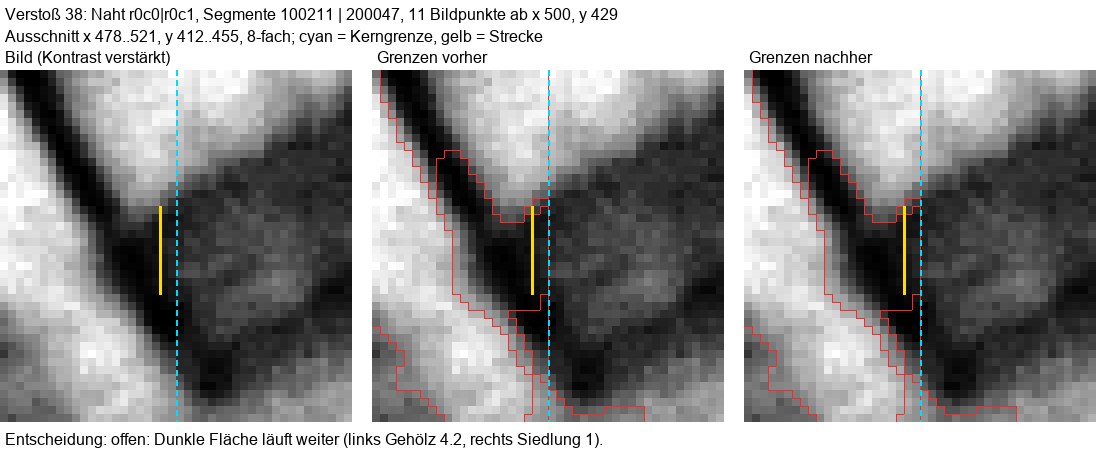 Verstoß 38: Naht r0c0|r0c1, Segmente 100211 | 200047, 11 Bildpunkte ab x 500, y 429
Ausschnitt x 478..521, y 412..455, 8-fach; cyan = Kerngrenze, gelb = Strecke
Bild (Kontrast verstärkt) Grenzen vorher Grenzen nachher
Entscheidung: offen: Dunkle Fläche läuft weiter (links Gehölz 4.2, rechts Siedlung 1).